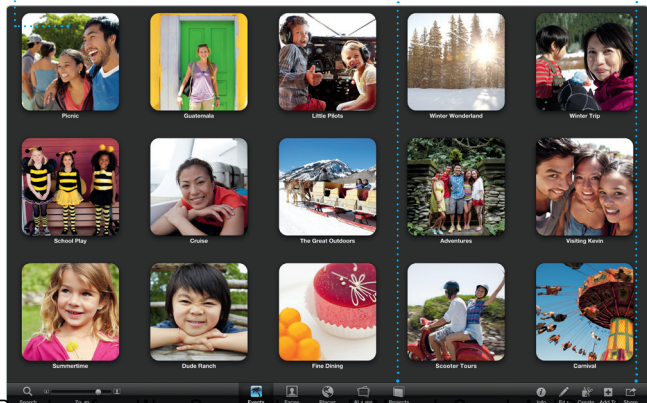 Picnic
Guatemala
Little Pilots
Winter Wonderland
Winter Trip
School Play
Cruise
The Great Outdoors
Adventures
Visiting Kevin
Summertime
Dude Ranch
Fine Dining
Scooter Tours
Carnival
Search
Events
Faces
Places
Projects
Info
Create
Share